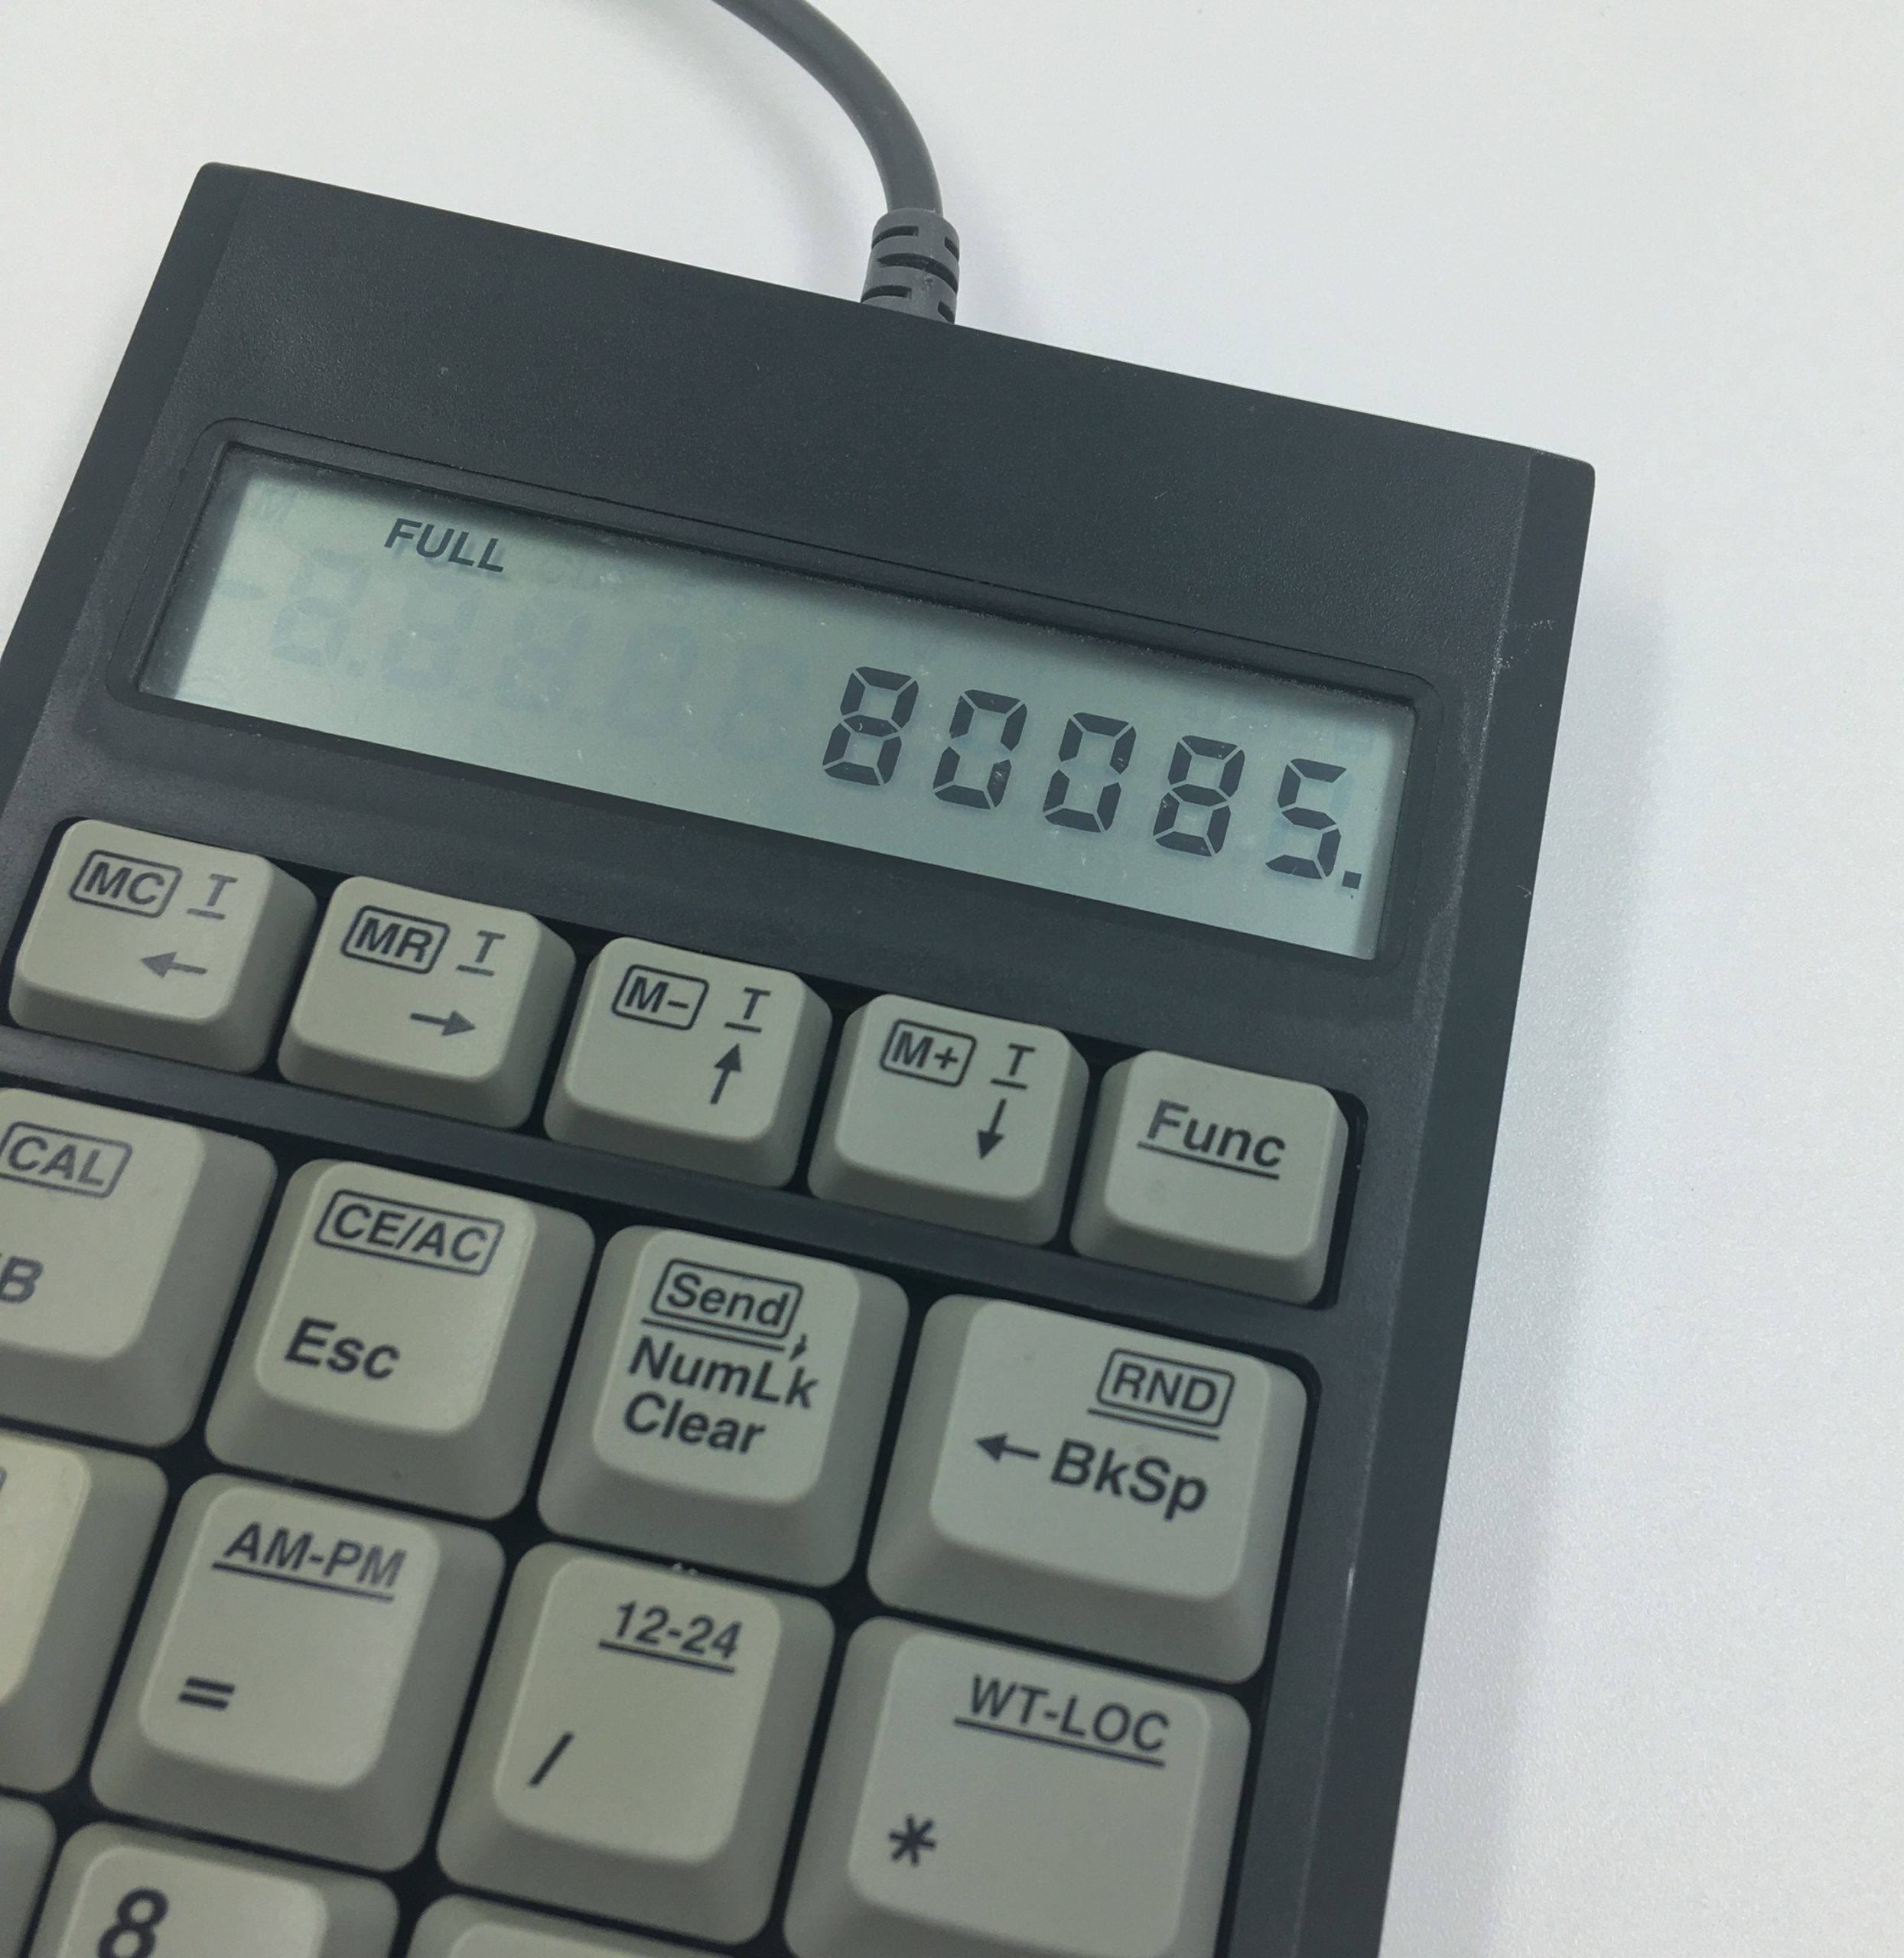 FULL
80085.
MC T
←
MR T
→
M- T
↑
M+ T
↓
Func
CAL
B
CE/AC
Esc
Send,
NumLk
Clear
RND
←BkSp
AM-PM
=
12-24
/
WT-LOC
*
8